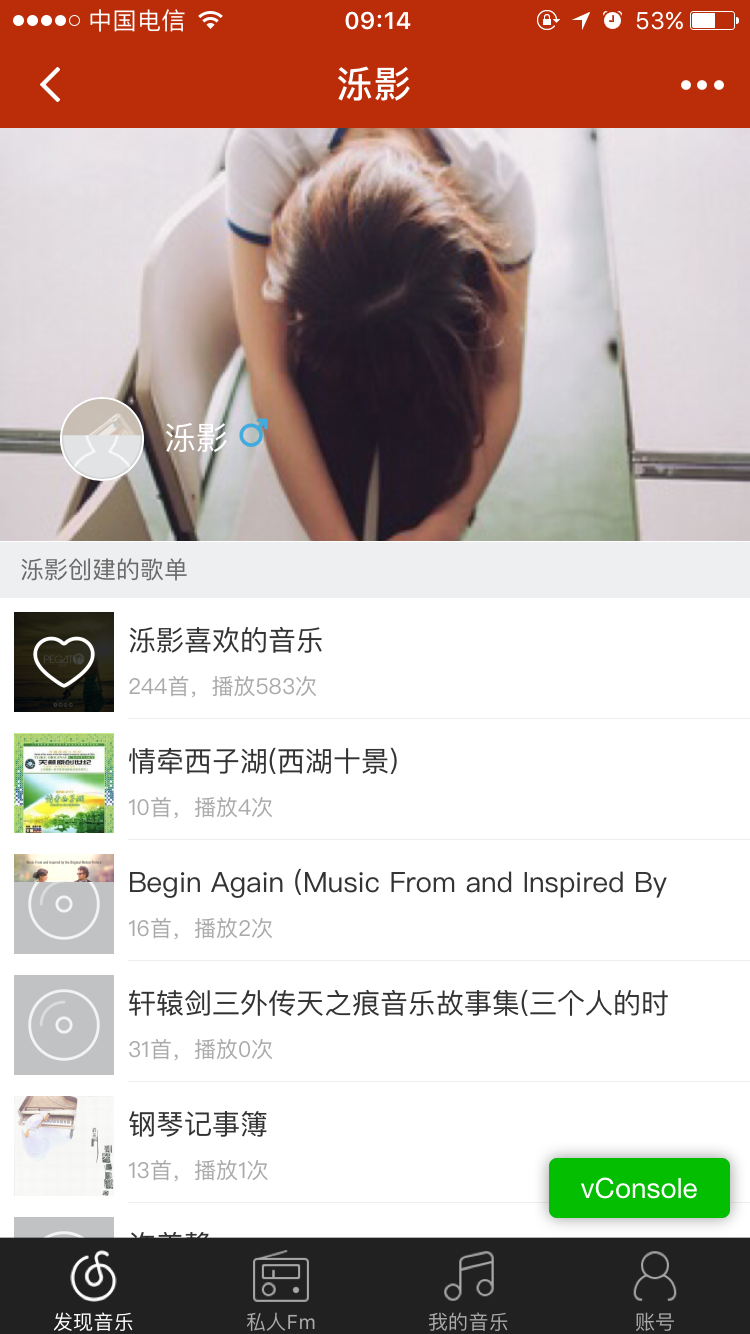 中国电信 09:14 53%
泺影
泺影
泺影创建的歌单
泺影喜欢的音乐
244首，播放583次
情牵西子湖(西湖十景)
10首，播放4次
Begin Again (Music From and Inspired By
16首，播放2次
轩辕剑三外传天之痕音乐故事集(三个人的时
31首，播放0次
钢琴记事簿
13首，播放1次
vConsole
发现音乐 私人Fm 我的音乐 账号